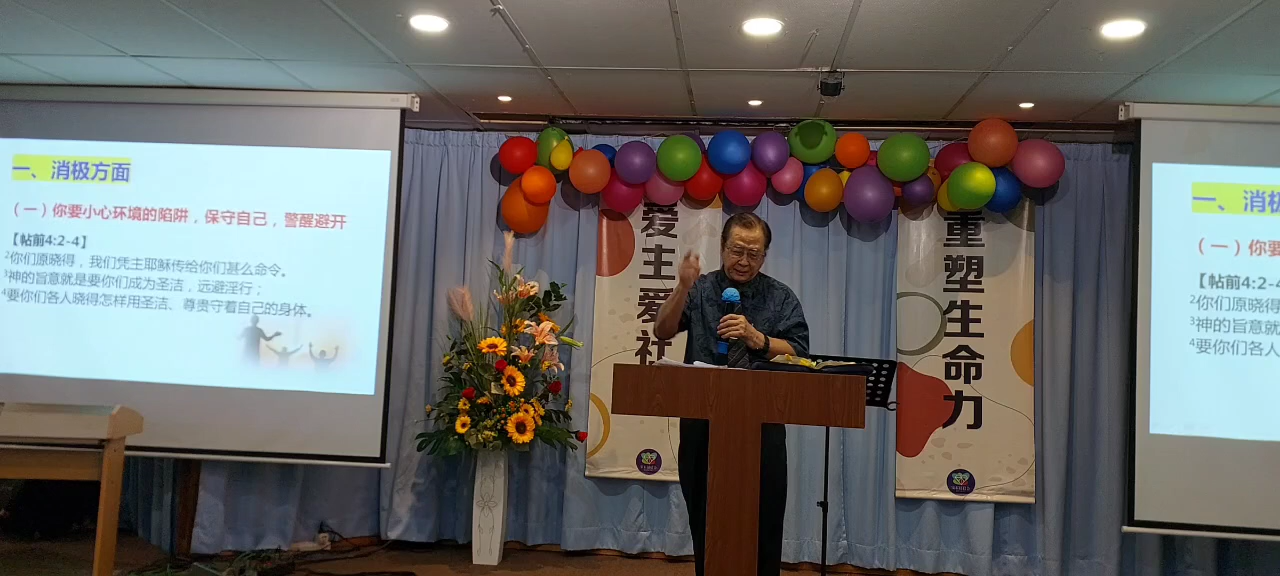 一、消极方面
（一）你要小心环境的陷阱，保守自己，警醒避开
【帖前4:2-4】
2你们原晓得，我们凭主耶稣传给你们甚么命令。
3神的旨意就是要你们成为圣洁，远避淫行；
4要你们各人晓得怎样用圣洁、尊贵守着自己的身体。
爱主爱社
重塑生命力
一、消极
（一）你要
【帖前4:2-4
2你们原晓得
3神的旨意就
4要你们各人